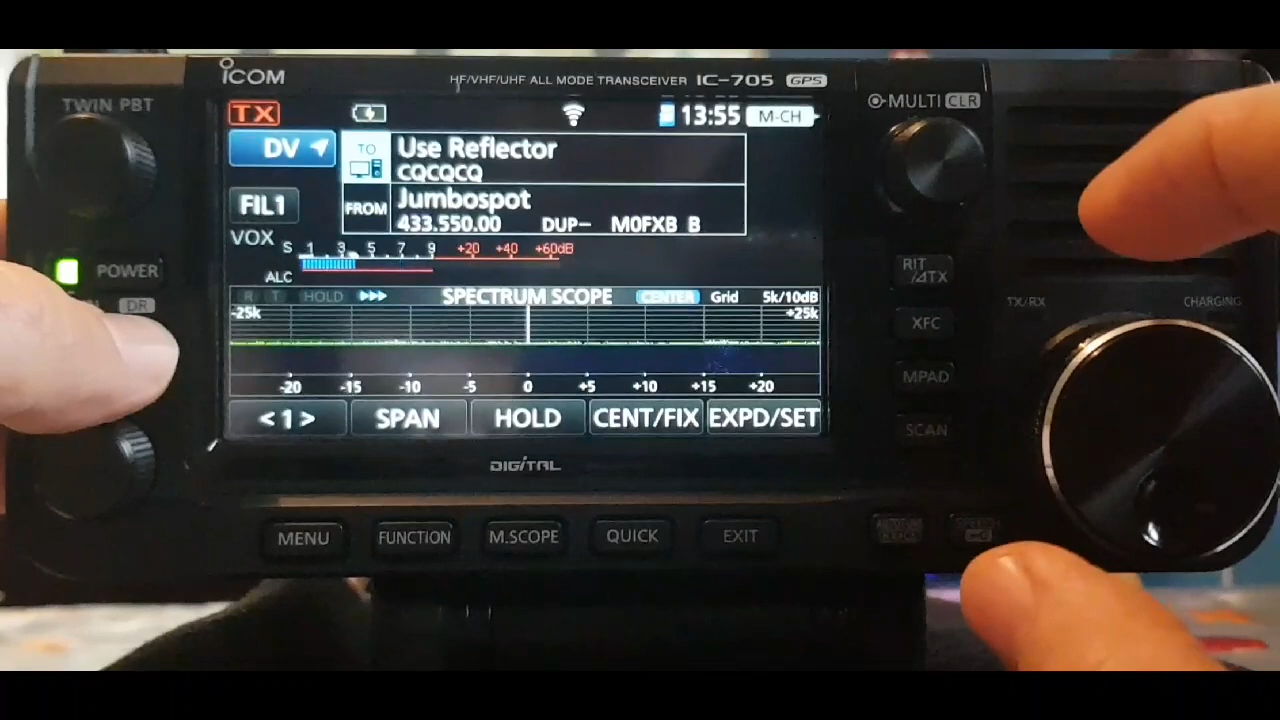 ICOM
HF/VHF/UHF ALL MODE TRANSCEIVER IC-705 GPS
TWIN PBT
MULTI CLR
TX 13:55 M-CH
DV TO Use Reflector
CQCQCQ
FIL1 FROM Jumbospot
433.550.00 DUP– M0FXB B
VOX
S 1 3 5 7 9 +20 +40 +60dB
ALC
POWER
DR
R T HOLD SPECTRUM SCOPE CENTER Grid 5k/10dB
-25k +25k
-20 -15 -10 -5 0 +5 +10 +15 +20
<1> SPAN HOLD CENT/FIX EXPD/SET
DIGITAL
RIT
/ΔTX
TX/RX CHARGING
XFC
MPAD
SCAN
MENU FUNCTION M.SCOPE QUICK EXIT
SPEECH